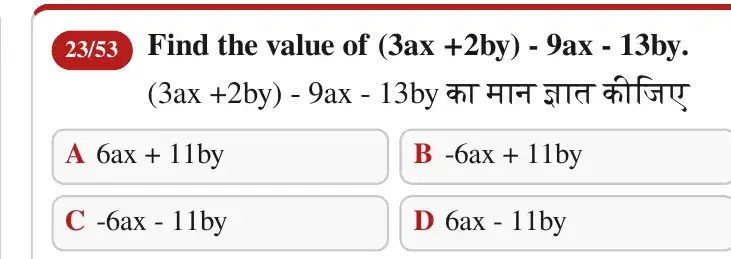 23/53 Find the value of (3ax +2by) - 9ax - 13by.
(3ax +2by) - 9ax - 13by का मान ज्ञात कीजिए
A 6ax + 11by
B -6ax + 11by
C -6ax - 11by
D 6ax - 11by